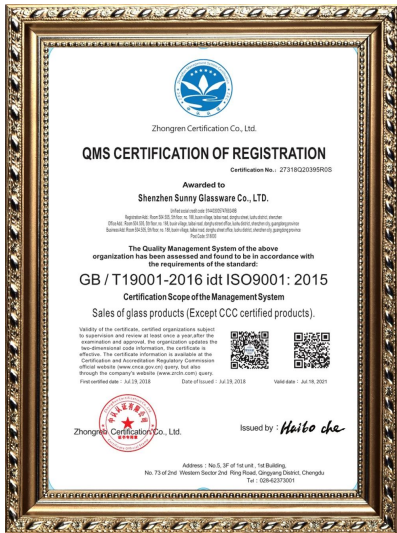 Zhongren Certification Co., Ltd.
QMS CERTIFICATION OF REGISTRATION
Certification No.: 27318Q20395R0S
Awarded to
Shenzhen Sunny Glassware Co., LTD.
The Quality Management System of the above
organization has been assessed and found to be in accordance with
the requirements of the standard:
GB / T19001-2016 idt ISO9001: 2015
Certification Scope of the Management System
Sales of glass products (Except CCC certified products).
Validity of the certificate, certified organizations subject
to supervision and review at least once a year,after the
examination and approval, the organization updates the
two-dimensional code information, the certificate is
effective. The certificate information is available at the
Certification and Accreditation Regulatory Commission
official website (www.cnca.gov.cn) query, but also
through the company's website (www.zrcln.com) query.
First certified date : Jul.19, 2018 Date of Issued : Jul.19, 2018 Valid date : Jul.18, 2021
Zhongren Certification Co., Ltd.
Issued by : Haibo che
Address : No.5, 3F of 1st unit , 1st Building,
No. 73 of 2nd Western Sector 2nd Ring Road, Qingyang District, Chengdu
Tel : 028-62373001